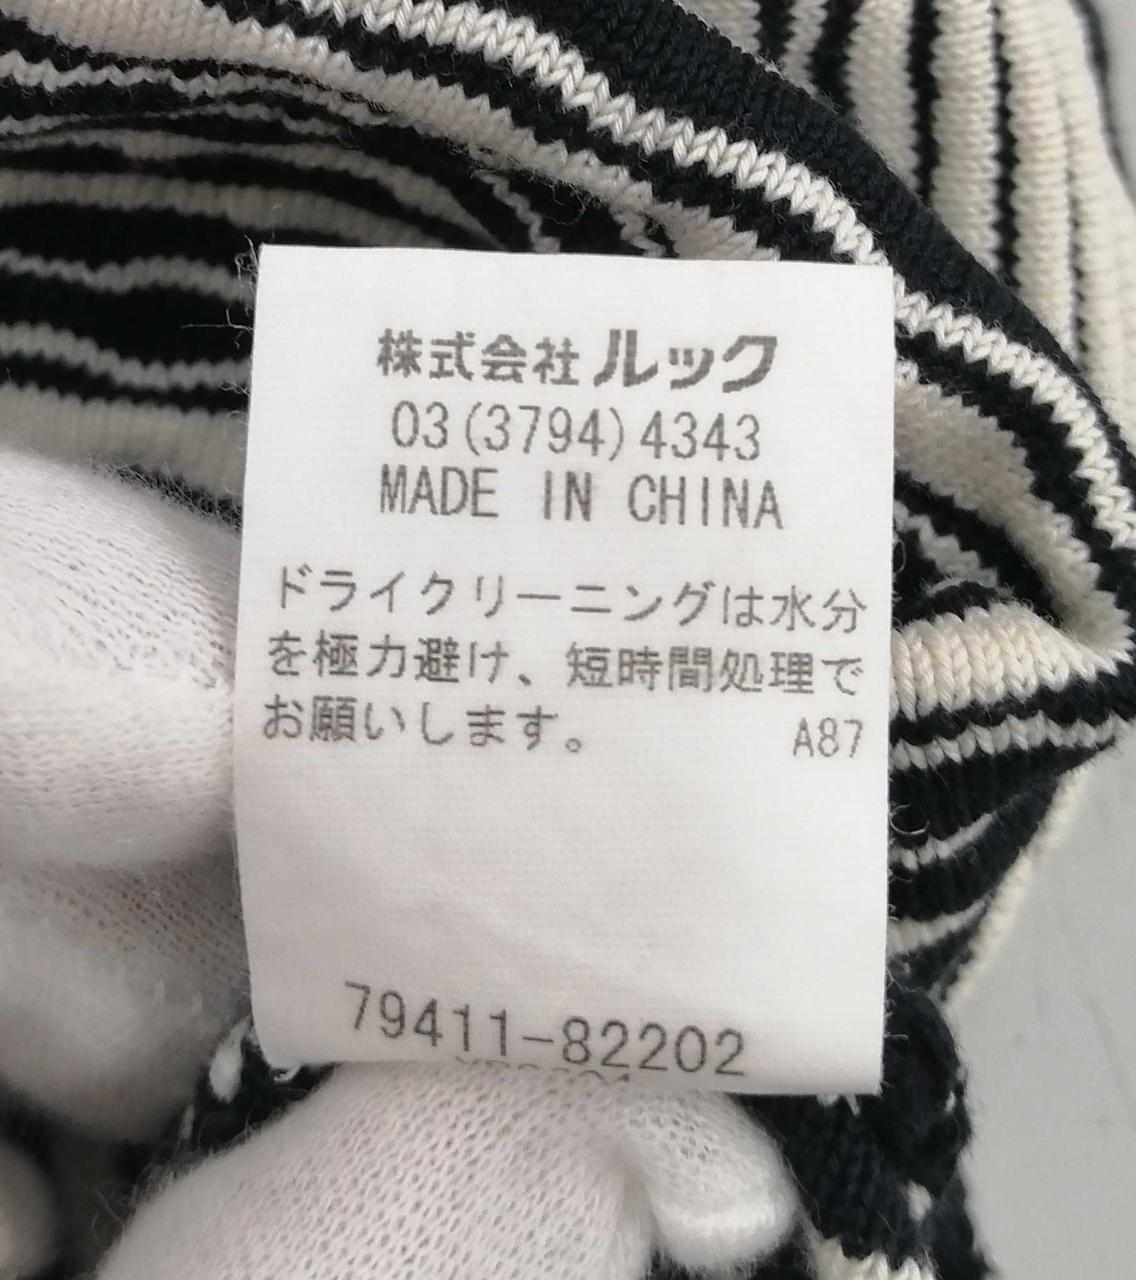 株式会社ルック
03(3794)4343
MADE IN CHINA
ドライクリーニングは水分
を極力避け、短時間処理で
お願いします。 A87
79411-82202